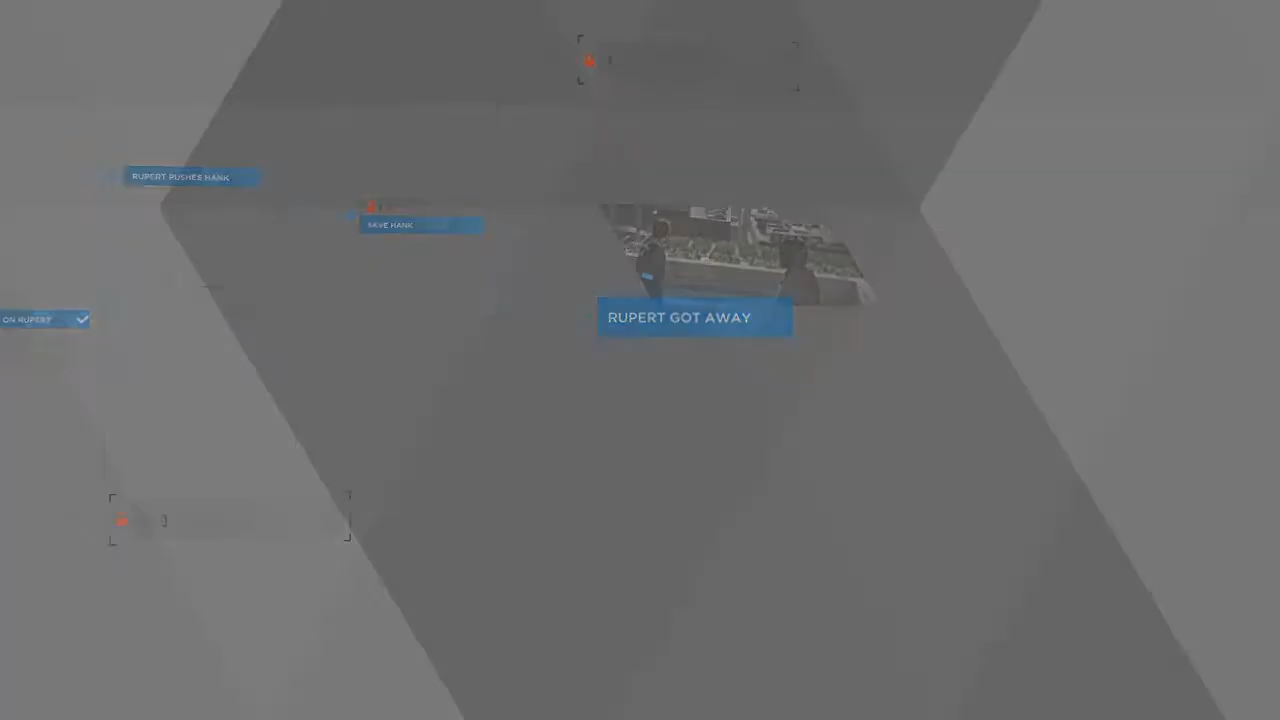 RUPERT PUSHES HANK
SAVE HANK
RUPERT GOT AWAY
ON RUPERT